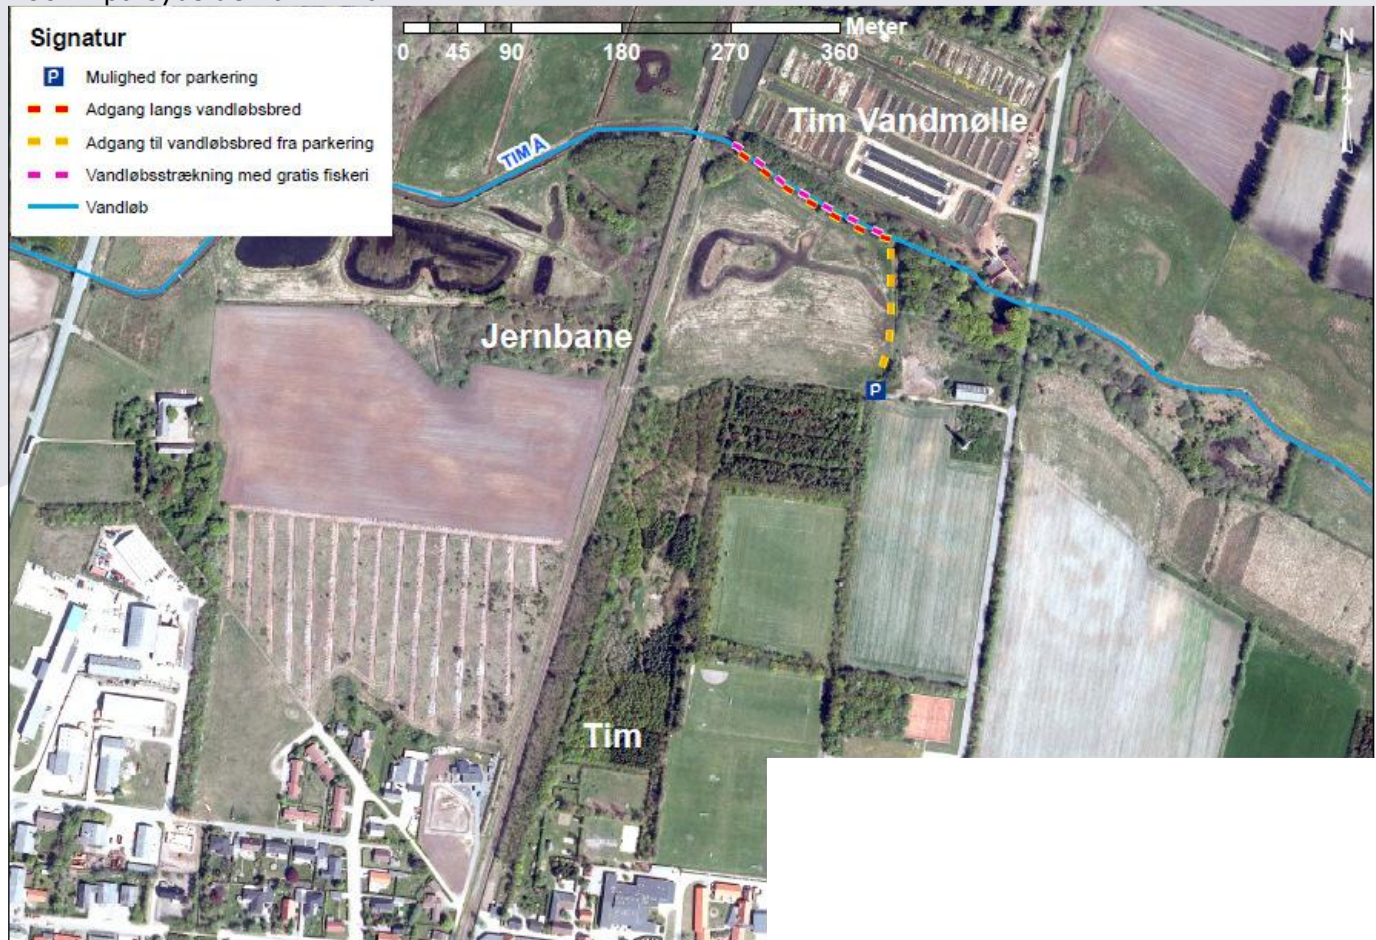 Signatur
P Mulighed for parkering
Adgang langs vandløbsbred
Adgang til vandløbsbred fra parkering
Vandløbsstrækning med gratis fiskeri
Vandløb
Meter
0 45 90 180 270 360
N
Tim Vandmølle
TIM Å
Jernbane
P
Tim